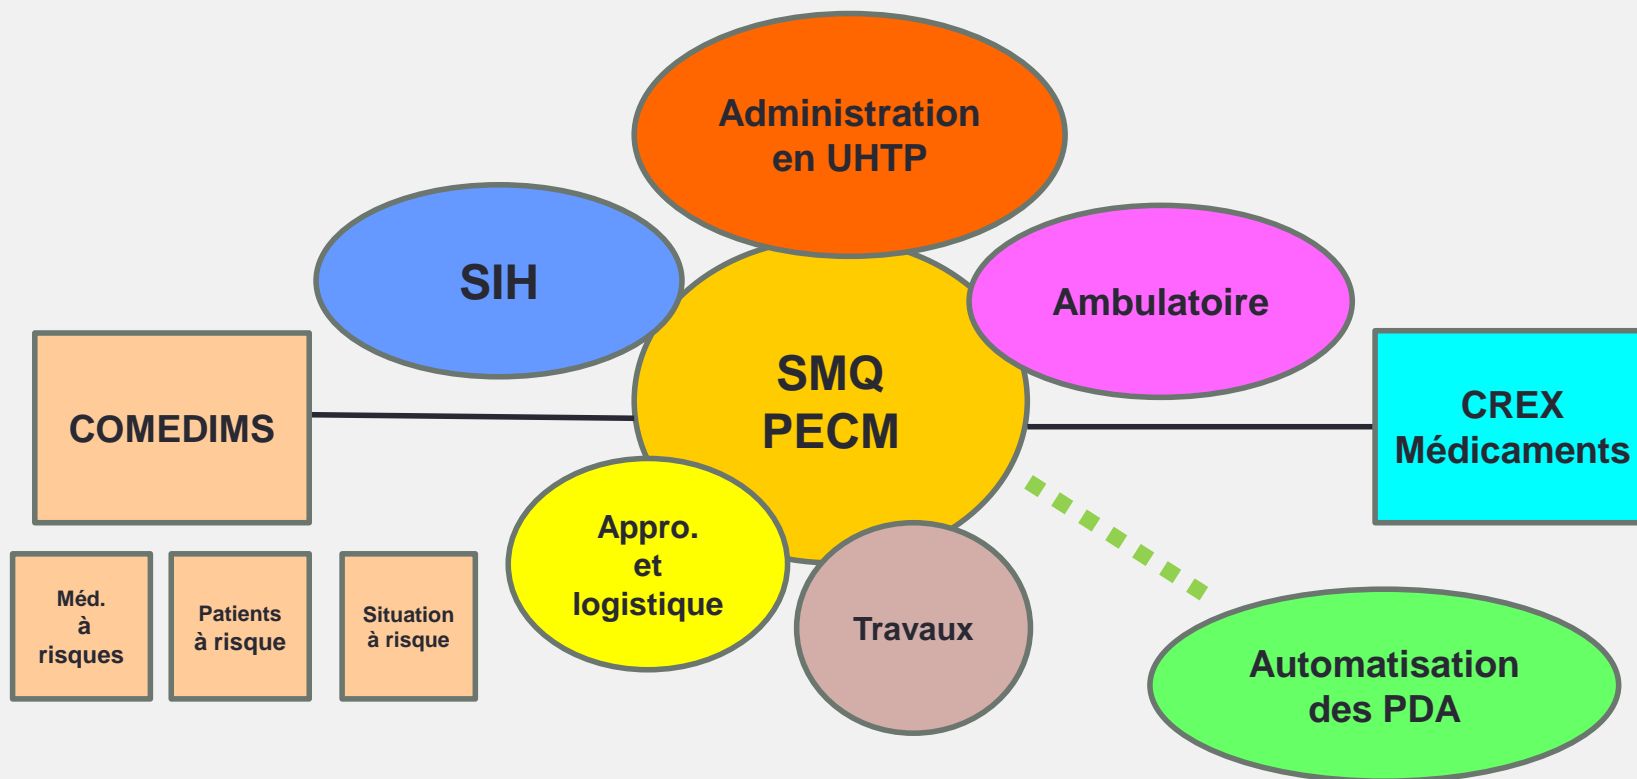 Administration
en UHTP
SIH
Ambulatoire
SMQ
PECM
COMEDIMS
CREX
Médicaments
Appro.
et
logistique
Travaux
Méd.
à
risques
Patients
à risque
Situation
à risque
Automatisation
des PDA